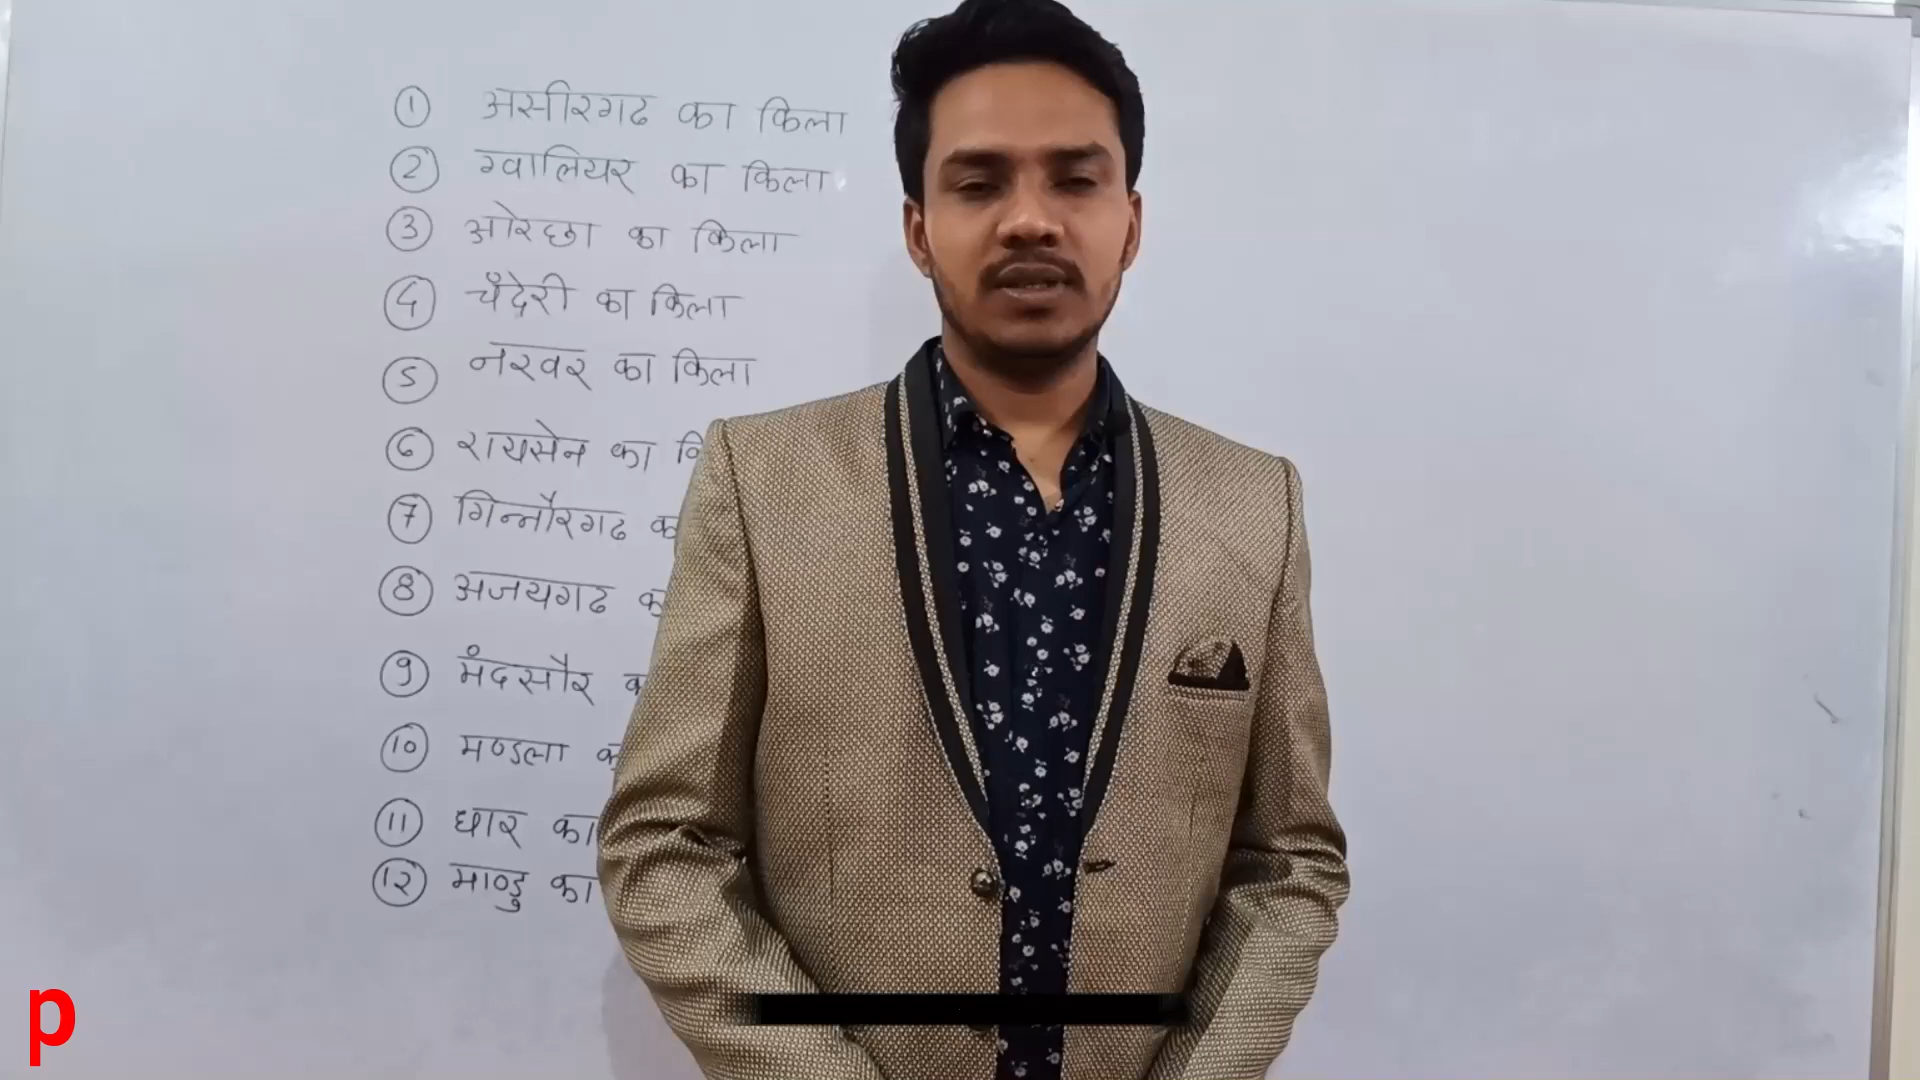 ① असीरगढ का किला
② ग्वालियर का किला
③ ओरछा का किला
④ चँदेरी का किला
⑤ नरवर का किला
⑥ रायसेन का कि
⑦ गिन्नौरगढ क
⑧ अजयगढ क
⑨ मंदसौर क
⑩ मण्डला क
⑪ धार का
⑫ माण्डु का
p